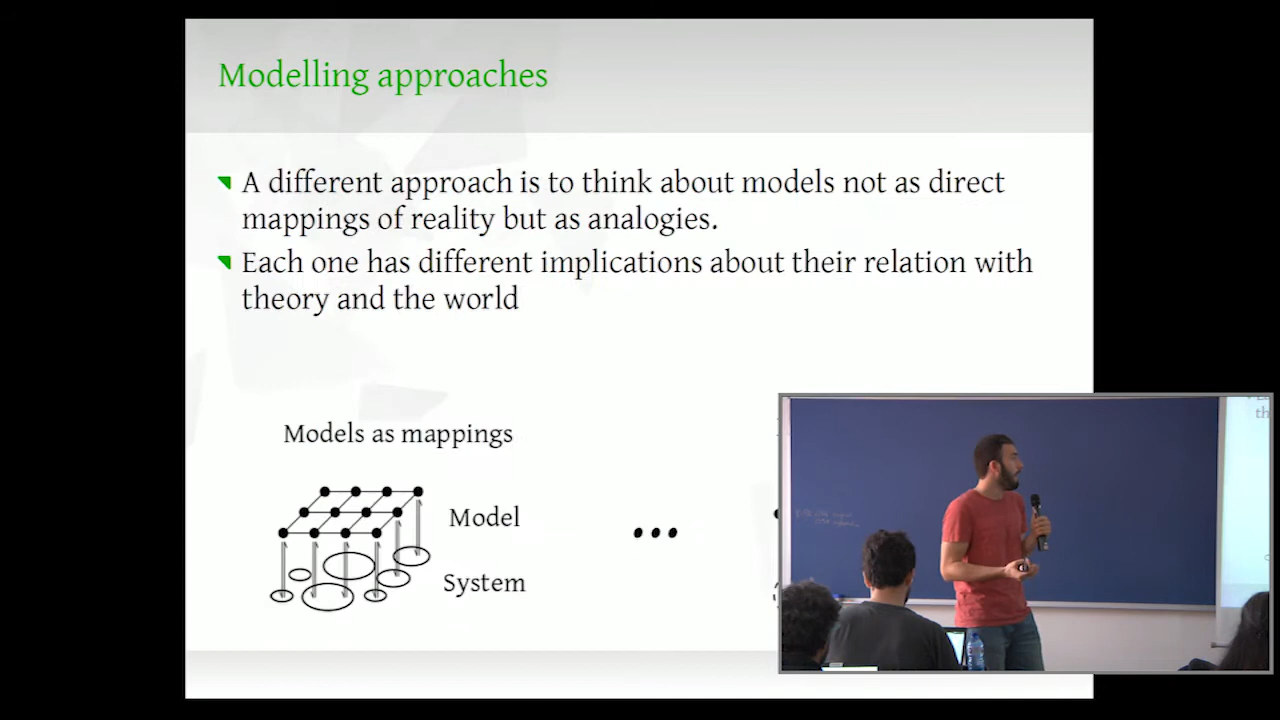 Modelling approaches
A different approach is to think about models not as direct
mappings of reality but as analogies.
Each one has different implications about their relation with
theory and the world
Models as mappings
Model
System
...
th